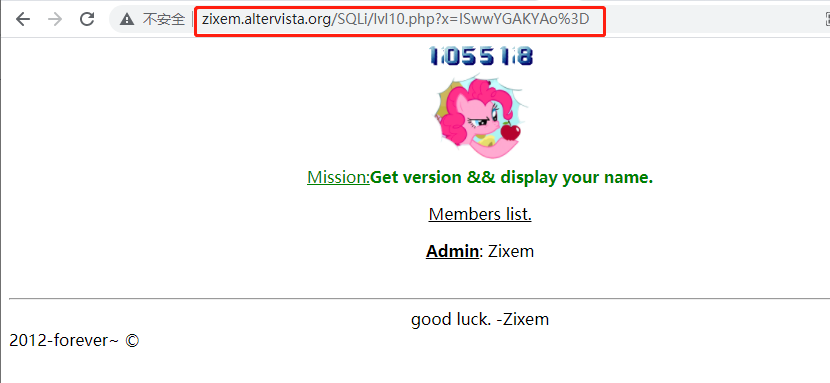 不安全 zixem.altervista.org/SQLi/lvl10.php?x=ISwwYGAKYAo%3D
105518
Mission:Get version && display your name.
Members list.
Admin: Zixem
good luck. -Zixem
2012-forever~ ©